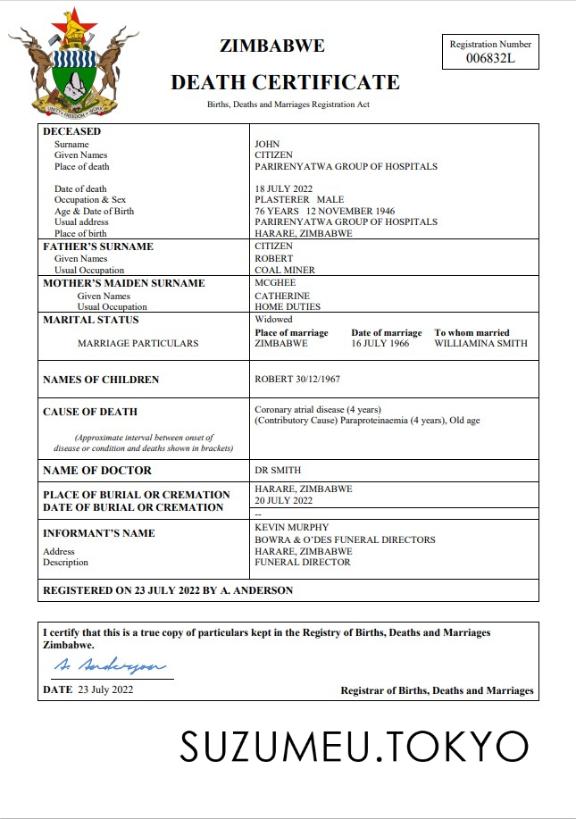 ZIMBABWE
DEATH CERTIFICATE
Births, Deaths and Marriages Registration Act
Registration Number
006832L
DECEASED
Surname JOHN
Given Names CITIZEN
Place of death PARIRENYATWA GROUP OF HOSPITALS
Date of death 18 JULY 2022
Occupation & Sex PLASTERER MALE
Age & Date of Birth 76 YEARS 12 NOVEMBER 1946
Usual address PARIRENYATWA GROUP OF HOSPITALS
Place of birth HARARE, ZIMBABWE
FATHER'S SURNAME CITIZEN
Given Names ROBERT
Usual Occupation COAL MINER
MOTHER'S MAIDEN SURNAME MCGHEE
Given Names CATHERINE
Usual Occupation HOME DUTIES
MARITAL STATUS Widowed
Place of marriage Date of marriage To whom married
MARRIAGE PARTICULARS ZIMBABWE 16 JULY 1966 WILLIAMINA SMITH
NAMES OF CHILDREN ROBERT 30/12/1967
CAUSE OF DEATH Coronary atrial disease (4 years)
(Contributory Cause) Paraproteinaemia (4 years), Old age
(Approximate interval between onset of
disease or condition and deaths shown in brackets)
NAME OF DOCTOR DR SMITH
PLACE OF BURIAL OR CREMATION HARARE, ZIMBABWE
DATE OF BURIAL OR CREMATION 20 JULY 2022
--
INFORMANT'S NAME KEVIN MURPHY
BOWRA & O'DES FUNERAL DIRECTORS
Address HARARE, ZIMBABWE
Description FUNERAL DIRECTOR
REGISTERED ON 23 JULY 2022 BY A. ANDERSON
I certify that this is a true copy of particulars kept in the Registry of Births, Deaths and Marriages
Zimbabwe.
A. Anderson
DATE 23 July 2022 Registrar of Births, Deaths and Marriages
SUZUMEU.TOKYO